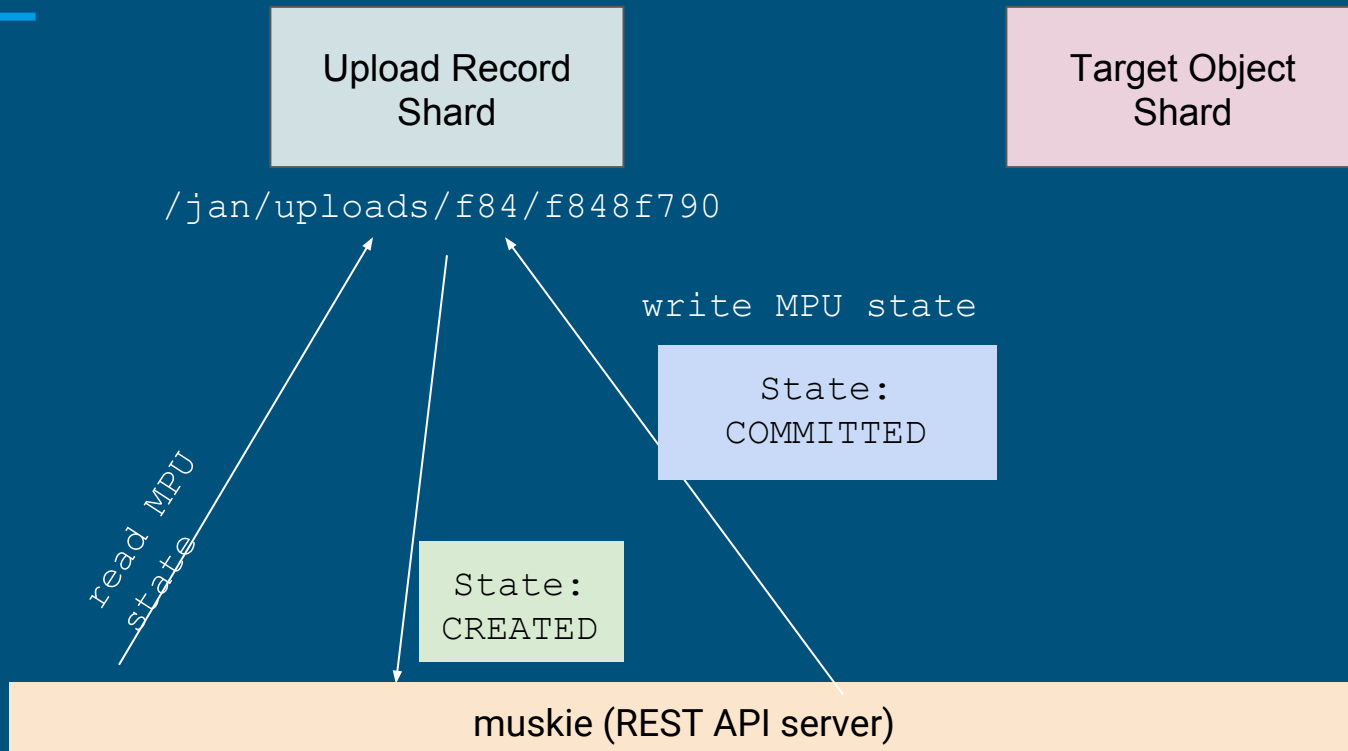 Upload Record
Shard
Target Object
Shard
/jan/uploads/f84/f848f790
write MPU state
State:
COMMITTED
read MPU
state
State:
CREATED
muskie (REST API server)